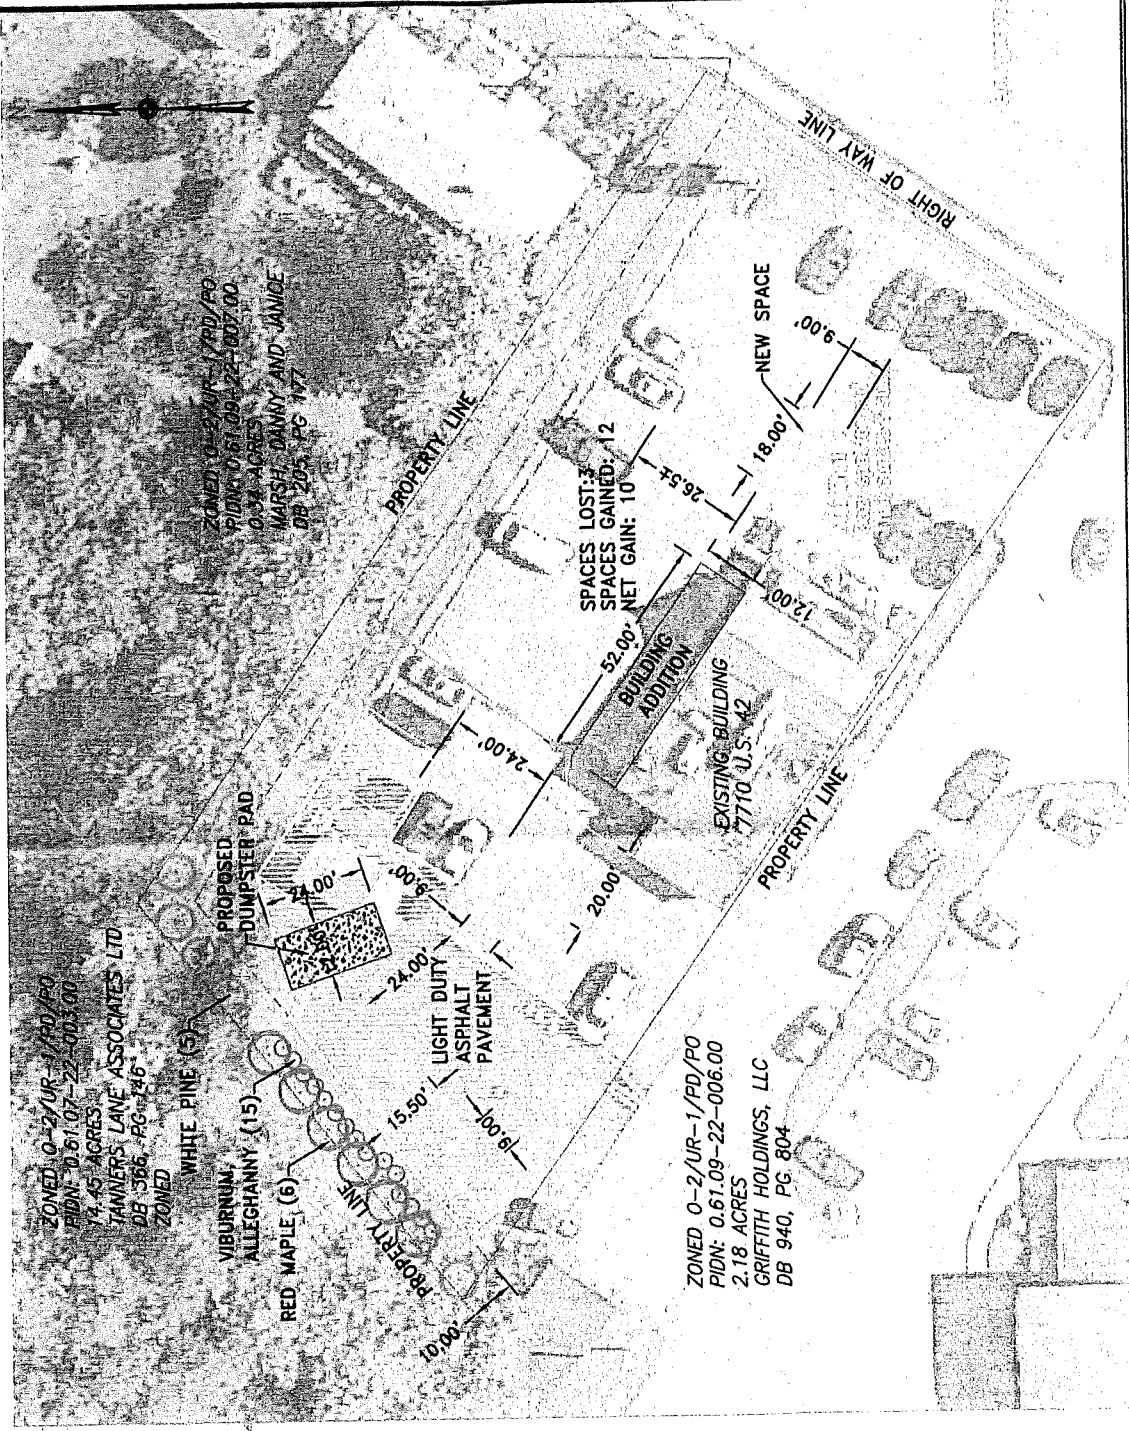 ZONED O-2/UR-1/PD/PO
PIDN: 0.61.07-22-003.00
14.45 ACRES
TANNERS LANE ASSOCIATES LTD
DB 366, PG 146
ZONED
WHITE PINE (5)
VIBURNUM,
ALLEGHANNY (15)
RED MAPLE (6)
PROPERTY LINE
10.00'
PROPOSED
DUMPSTER PAD
24.00'
9.00'
24.00'
LIGHT DUTY
ASPHALT
PAVEMENT
15.50'
19.00'
20.00'
ZONED O-2/UR-1/PD/PO
PIDN: 0.61.09-22-007.00
0.34 ACRES
MARSH, DANNY AND JANICE
DB 205, PG 177
PROPERTY LINE
SPACES LOST: 3
SPACES GAINED: 12
NET GAIN: 10
24.00'
52.00'
BUILDING
ADDITION
12.00'
26.5±
18.00'
9.00'
NEW SPACE
RIGHT OF WAY LINE
EXISTING BUILDING
7710 U.S. 42
PROPERTY LINE
ZONED O-2/UR-1/PD/PO
PIDN: 0.61.09-22-006.00
2.18 ACRES
GRIFFITH HOLDINGS, LLC
DB 940, PG 804